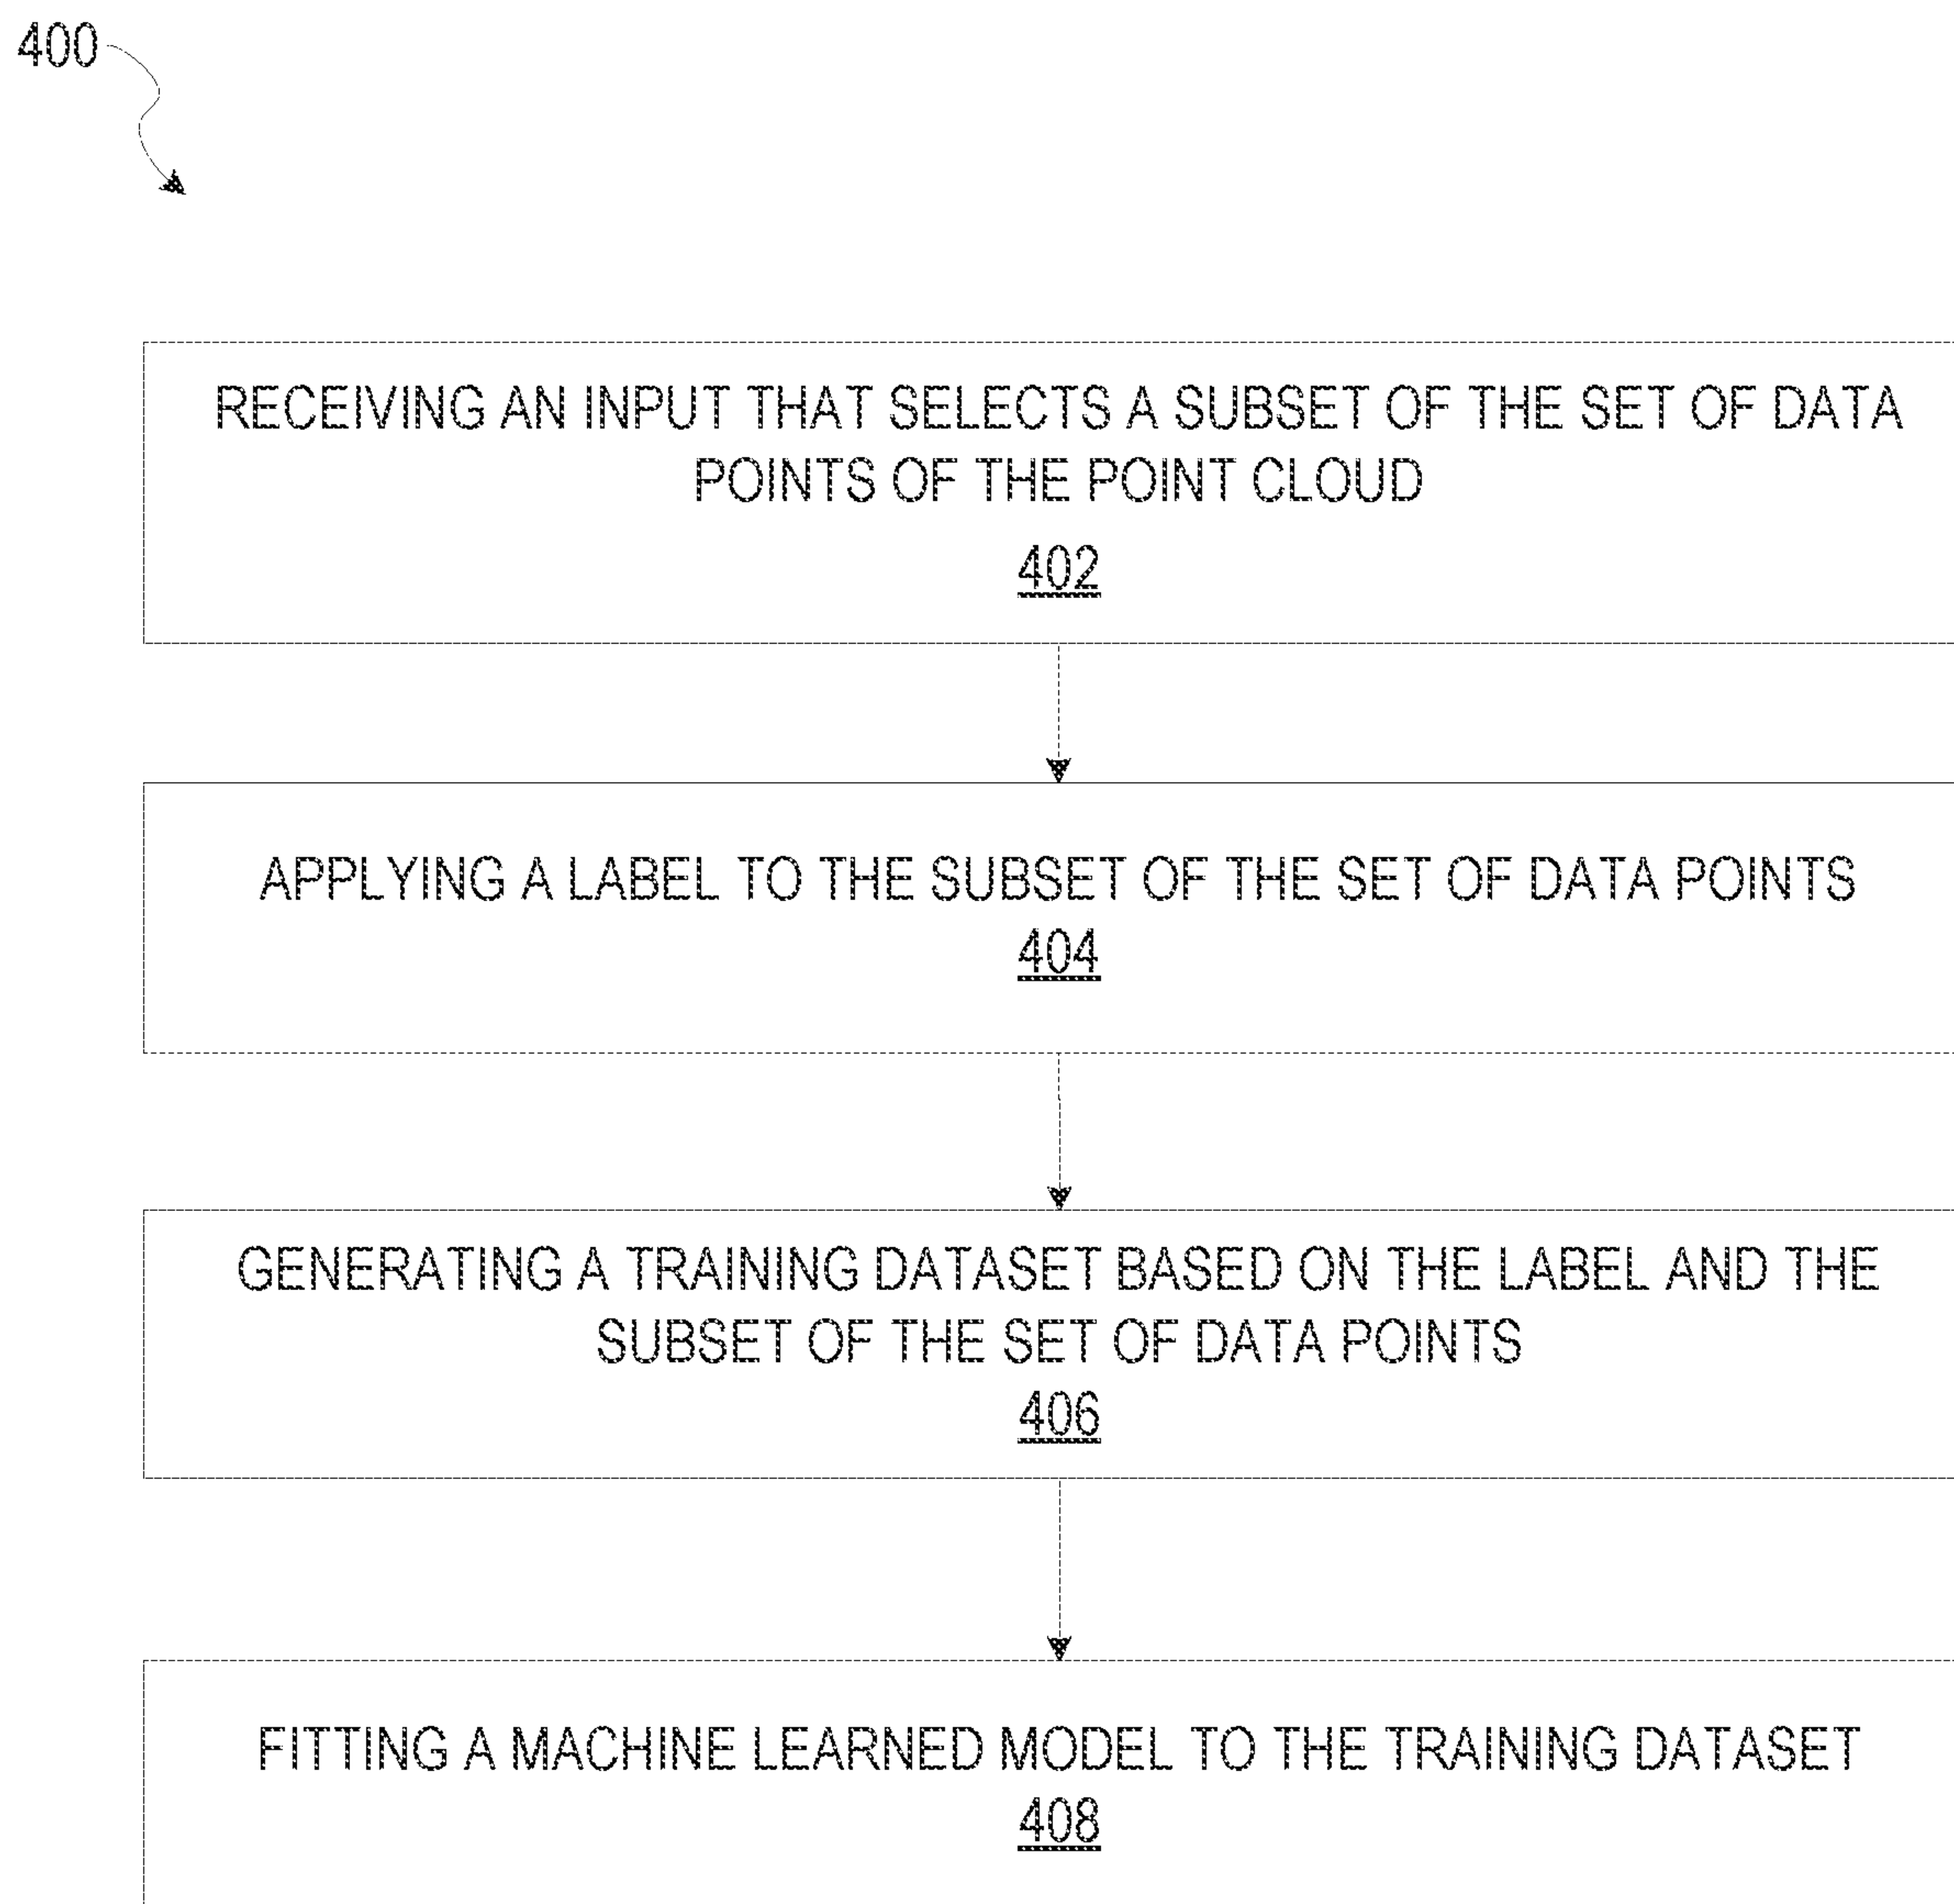 400
RECEIVING AN INPUT THAT SELECTS A SUBSET OF THE SET OF DATA
POINTS OF THE POINT CLOUD
402
APPLYING A LABEL TO THE SUBSET OF THE SET OF DATA POINTS
404
GENERATING A TRAINING DATASET BASED ON THE LABEL AND THE
SUBSET OF THE SET OF DATA POINTS
406
FITTING A MACHINE LEARNED MODEL TO THE TRAINING DATASET
408